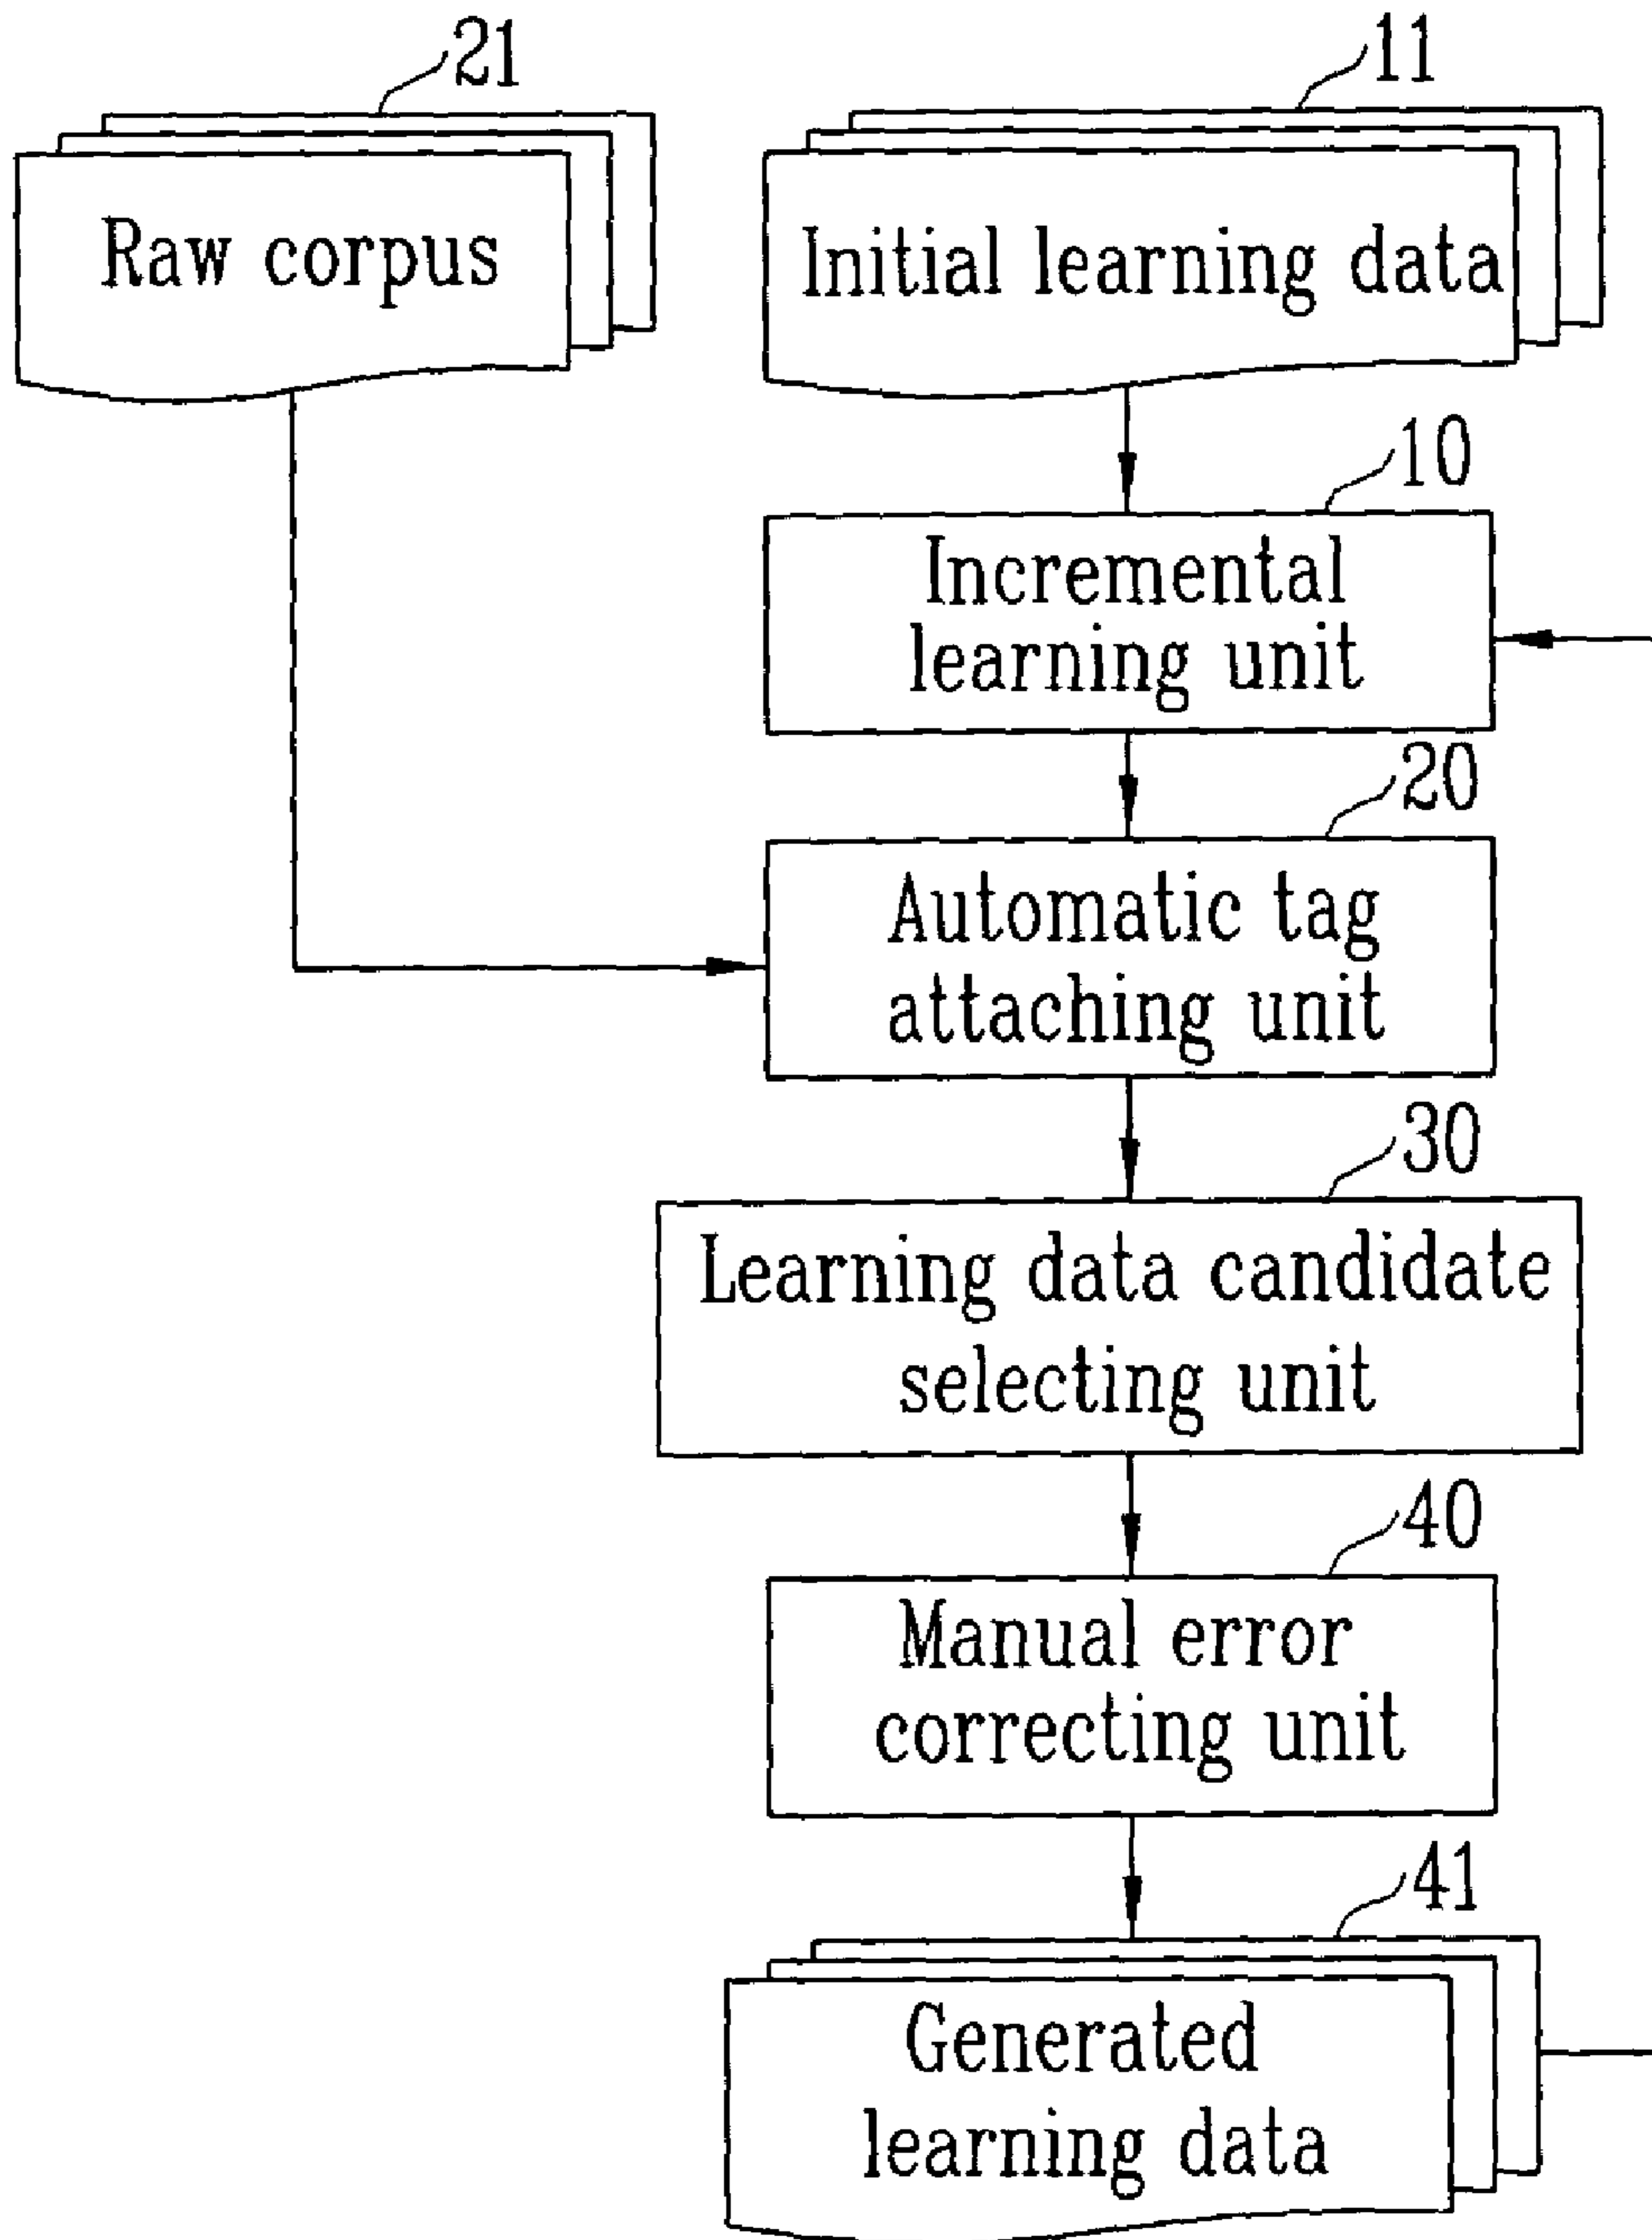 21
Raw corpus
11
Initial learning data
10
Incremental
learning unit
20
Automatic tag
attaching unit
30
Learning data candidate
selecting unit
40
Manual error
correcting unit
41
Generated
learning data